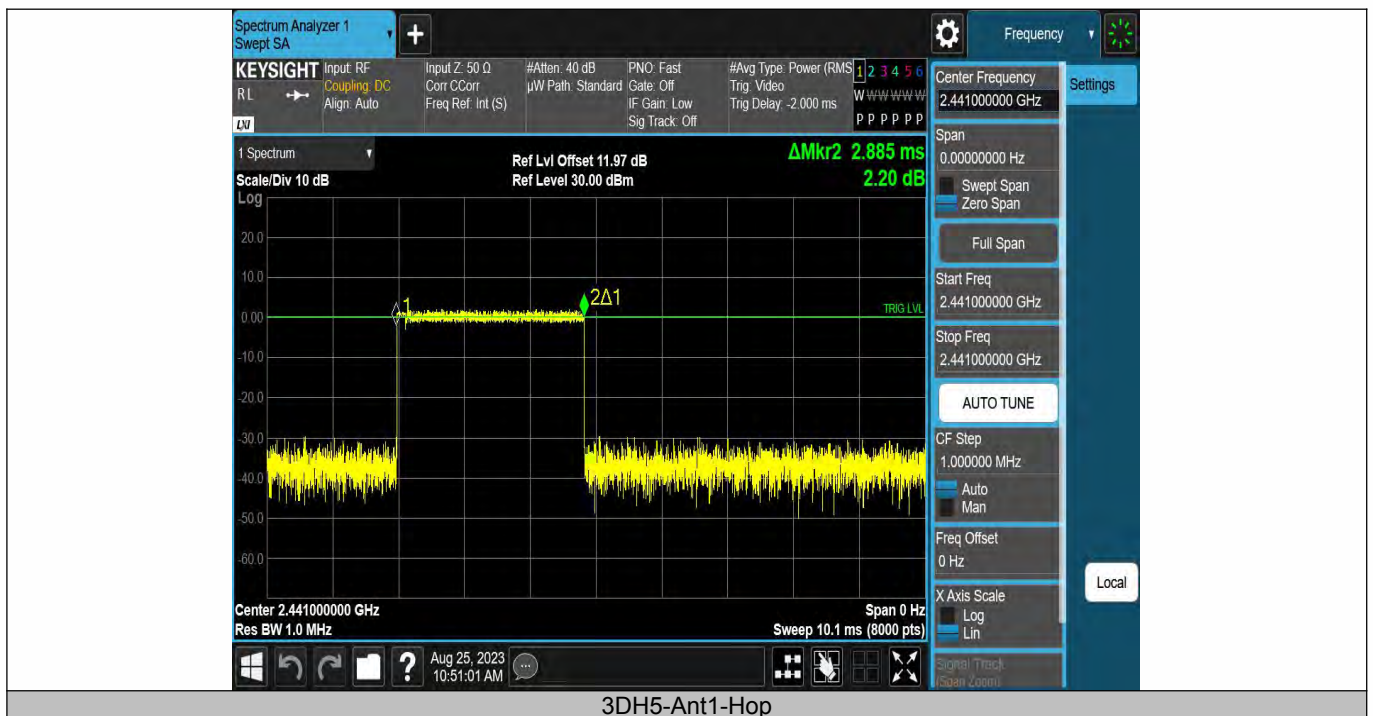 Spectrum Analyzer 1
Swept SA
+
Frequency
KEYSIGHT
RL
LXI
Input: RF
Coupling: DC
Align: Auto
Input Z: 50 Ω
Corr CCorr
Freq Ref: Int (S)
#Atten: 40 dB
µW Path: Standard
PNO: Fast
Gate: Off
IF Gain: Low
Sig Track: Off
#Avg Type: Power (RMS
Trig: Video
Trig Delay: -2.000 ms
1 2 3 4 5 6
W W W W W W
P P P P P P
1 Spectrum
Scale/Div 10 dB
Log
Ref Lvl Offset 11.97 dB
Ref Level 30.00 dBm
ΔMkr2 2.885 ms
2.20 dB
20.0
10.0
0.00
-10.0
-20.0
-30.0
-40.0
-50.0
-60.0
1
2Δ1
TRIG LVL
Center 2.441000000 GHz
Res BW 1.0 MHz
Span 0 Hz
Sweep 10.1 ms (8000 pts)
Center Frequency
2.441000000 GHz
Settings
Span
0.00000000 Hz
Swept Span
Zero Span
Full Span
Start Freq
2.441000000 GHz
Stop Freq
2.441000000 GHz
AUTO TUNE
CF Step
1.000000 MHz
Auto
Man
Freq Offset
0 Hz
X Axis Scale
Log
Lin
Local
Signal Track
(Span Zoom)
?
Aug 25, 2023
10:51:01 AM
3DH5-Ant1-Hop